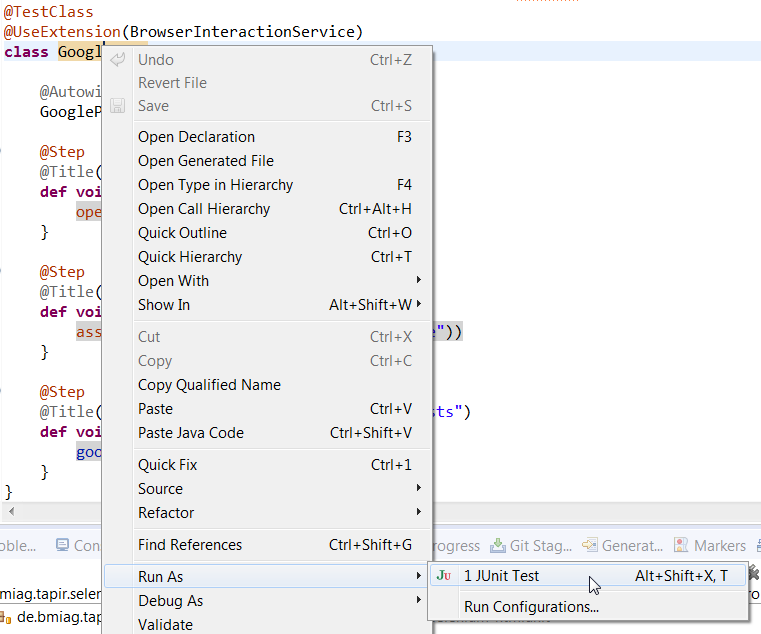 @TestClass
@UseExtension(BrowserInteractionService)
class Googl
Undo Ctrl+Z
Revert File
@Autowi
Save Ctrl+S
GoogleP
Open Declaration F3
@Step
Open Generated File
@Title(
Open Type in Hierarchy F4
def voi
Open Call Hierarchy Ctrl+Alt+H
ope
Quick Outline Ctrl+O
}
Quick Hierarchy Ctrl+T
@Step
Open With
@Title(
Show In Alt+Shift+W
def voi
ass
e"))
Cut Ctrl+X
}
Copy Ctrl+C
Copy Qualified Name
@Step
Paste Ctrl+V
@Title(
sts")
Paste Java Code Ctrl+Shift+V
def voi
goo
Quick Fix Ctrl+1
}
Source
}
Refactor
oble... Con
Find References Ctrl+Shift+G
rogress Git Stag... Generat... Markers
Run As
1 JUnit Test Alt+Shift+X, T
miag.tapir.selen
Debug As
Run Configurations...
de.bmiag.tap
Validate